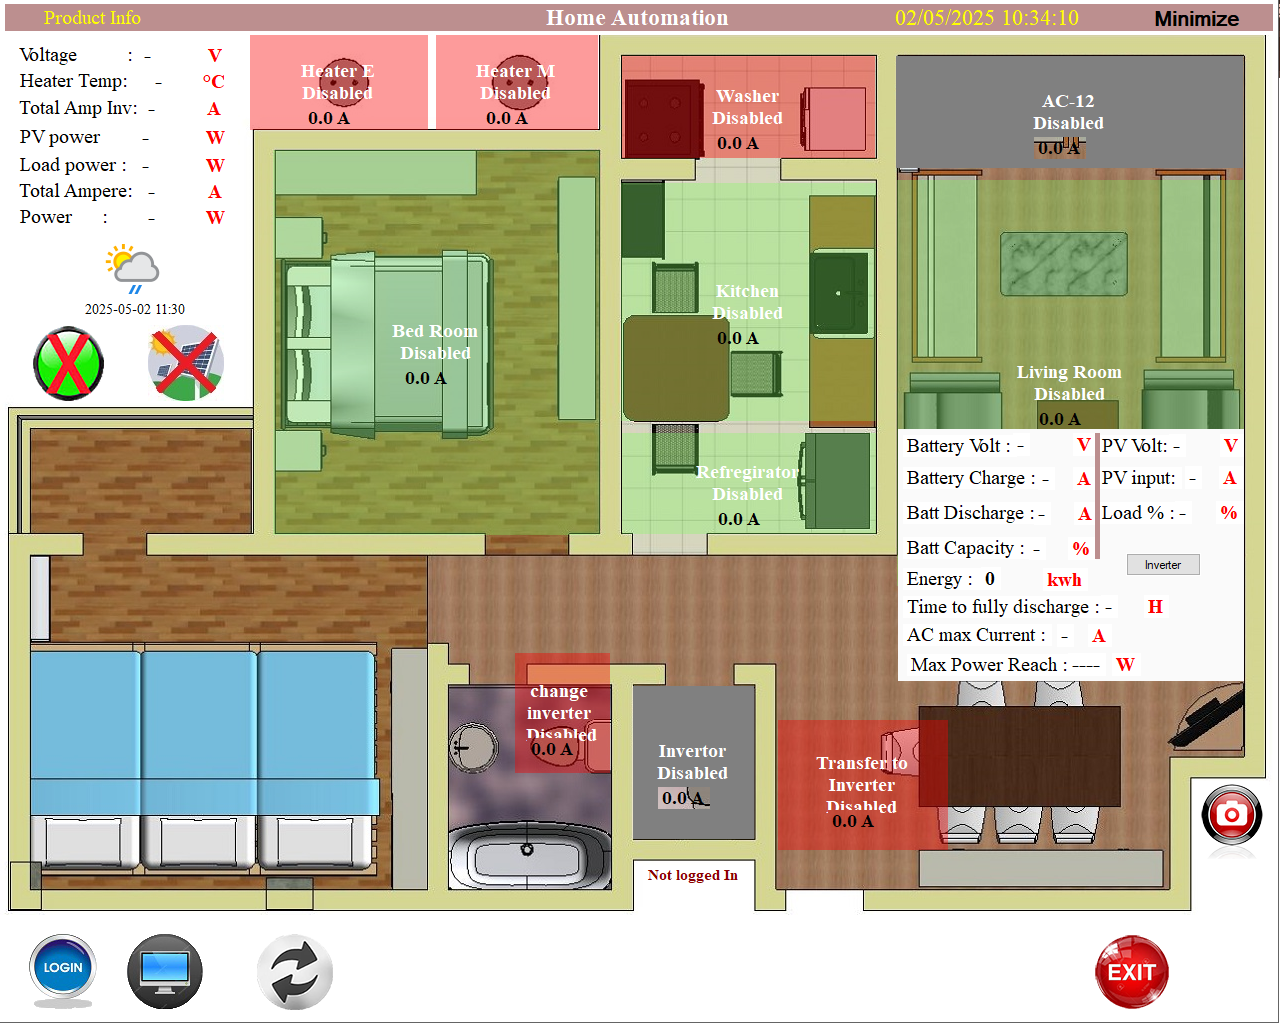 Product Info
Home Automation
02/05/2025 10:34:10
Minimize
Voltage : - V
Heater Temp: - °C
Total Amp Inv: - A
PV power - W
Load power : - W
Total Ampere: - A
Power : - W
2025-05-02 11:30
Heater E
Disabled
0.0 A
Heater M
Disabled
0.0 A
Washer
Disabled
0.0 A
AC-12
Disabled
0.0 A
Bed Room
Disabled
0.0 A
Kitchen
Disabled
0.0 A
Living Room
Disabled
0.0 A
Refregirator
Disabled
0.0 A
Battery Volt : - V
PV Volt: - V
Battery Charge : - A
PV input: - A
Batt Discharge : - A
Load % : - %
Batt Capacity : - %
Inverter
Energy : 0 kwh
Time to fully discharge : - H
AC max Current : - A
Max Power Reach : ---- W
change
inverter
Disabled
0.0 A
Invertor
Disabled
0.0 A
Transfer to
Inverter
Disabled
0.0 A
Not logged In
LOGIN
EXIT